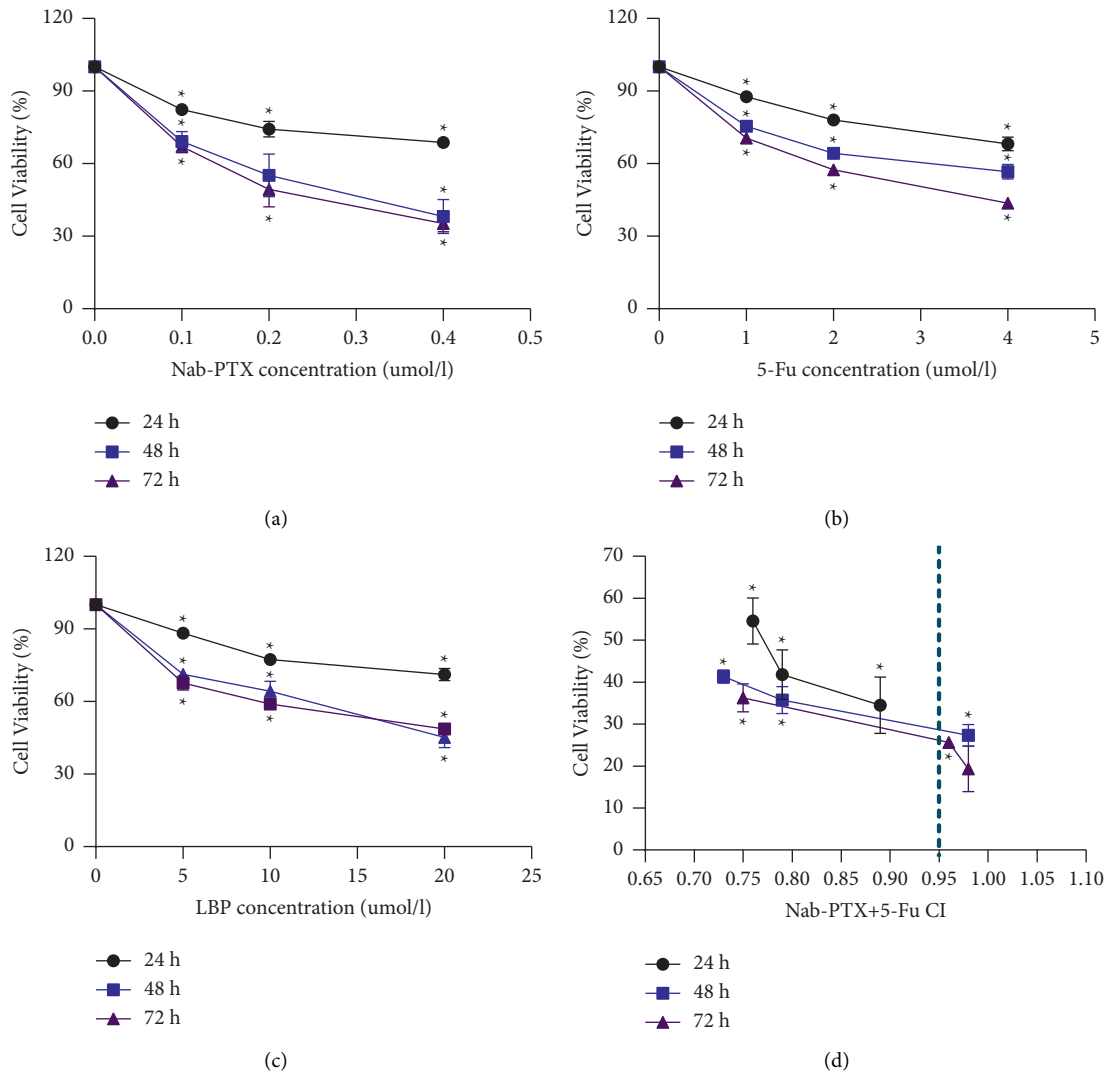 120
90
60
30
0
Cell Viability (%)
* * * * * * * *
0.0 0.1 0.2 0.3 0.4 0.5
Nab-PTX concentration (umol/l)
24 h
48 h
72 h
(a)
120
90
60
30
0
Cell Viability (%)
* * * * * * * * *
0 1 2 3 4 5
5-Fu concentration (umol/l)
24 h
48 h
72 h
(b)
120
90
60
30
0
Cell Viability (%)
* * * * * * * * *
0 5 10 15 20 25
LBP concentration (umol/l)
24 h
48 h
72 h
(c)
70
60
50
40
30
20
10
0
Cell Viability (%)
* * * * * * * *
0.65 0.70 0.75 0.80 0.85 0.90 0.95 1.00 1.05 1.10
Nab-PTX+5-Fu CI
24 h
48 h
72 h
(d)